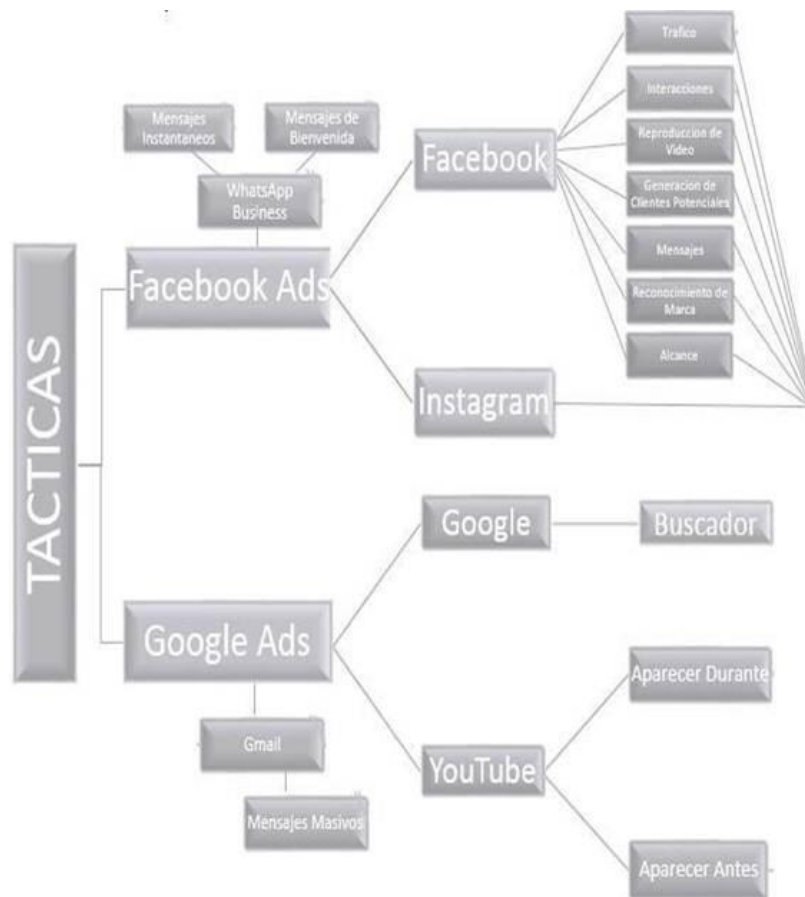 TACTICAS
Facebook Ads
WhatsApp
Business
Mensajes
Instantaneos
Mensajes de
Bienvenida
Facebook
Trafico
Interacciones
Reproduccion de
Video
Generacion de
Clientes Potenciales
Mensajes
Reconocimiento de
Marca
Alcance
Instagram
Google Ads
Gmail
Mensajes Masivos
Google
Buscador
YouTube
Aparecer Durante
Aparecer Antes